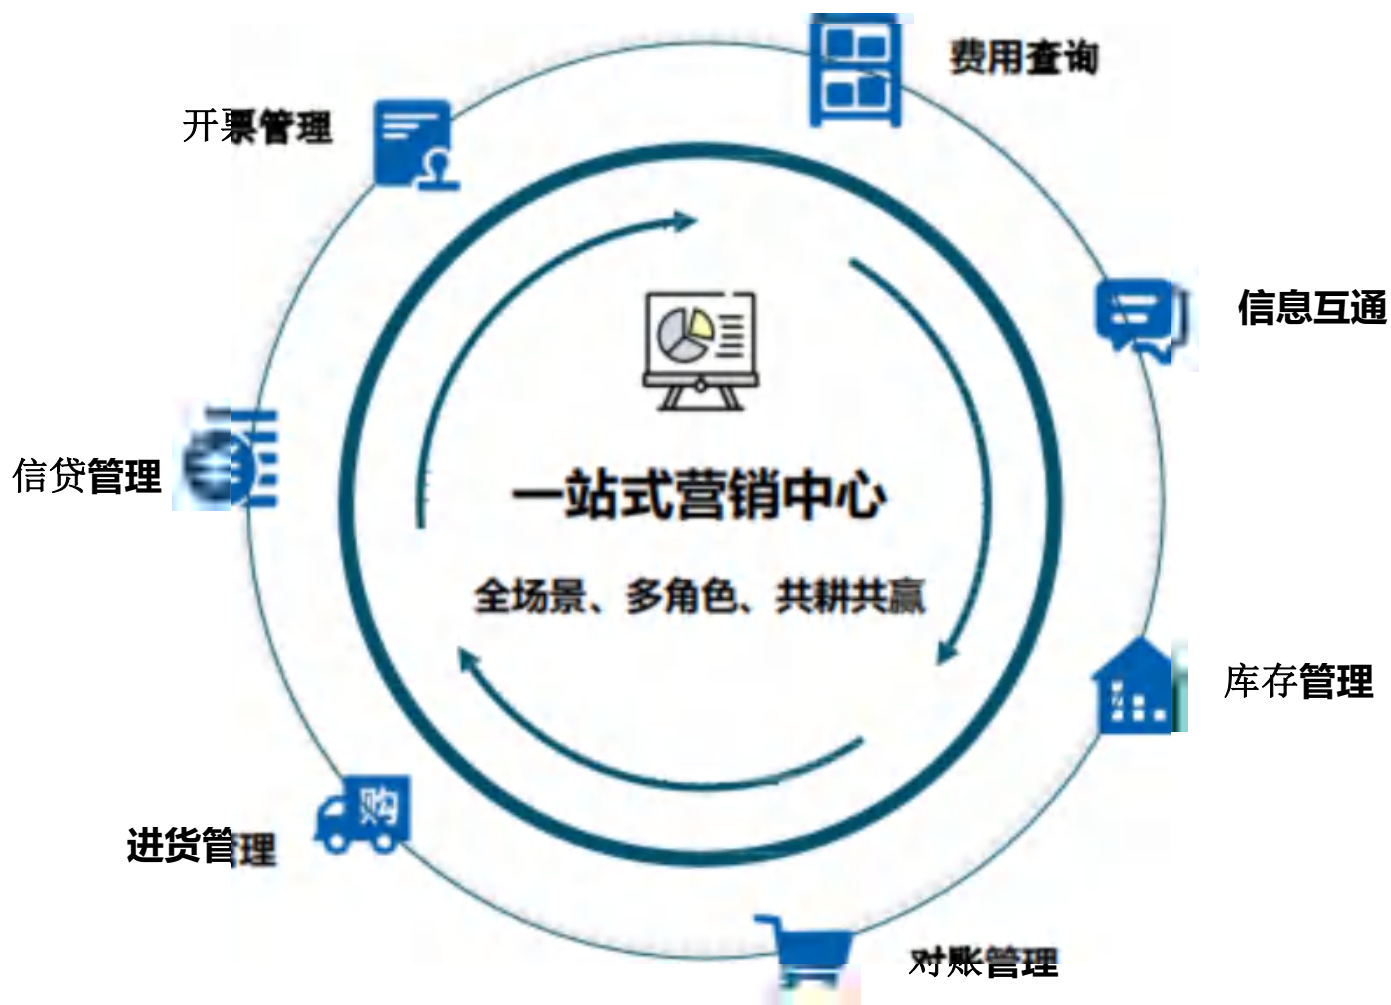 费用查询
开票管理
信息互通
信贷管理
一站式营销中心
全场景、多角色、共耕共赢
库存管理
购
进货管理
对账管理